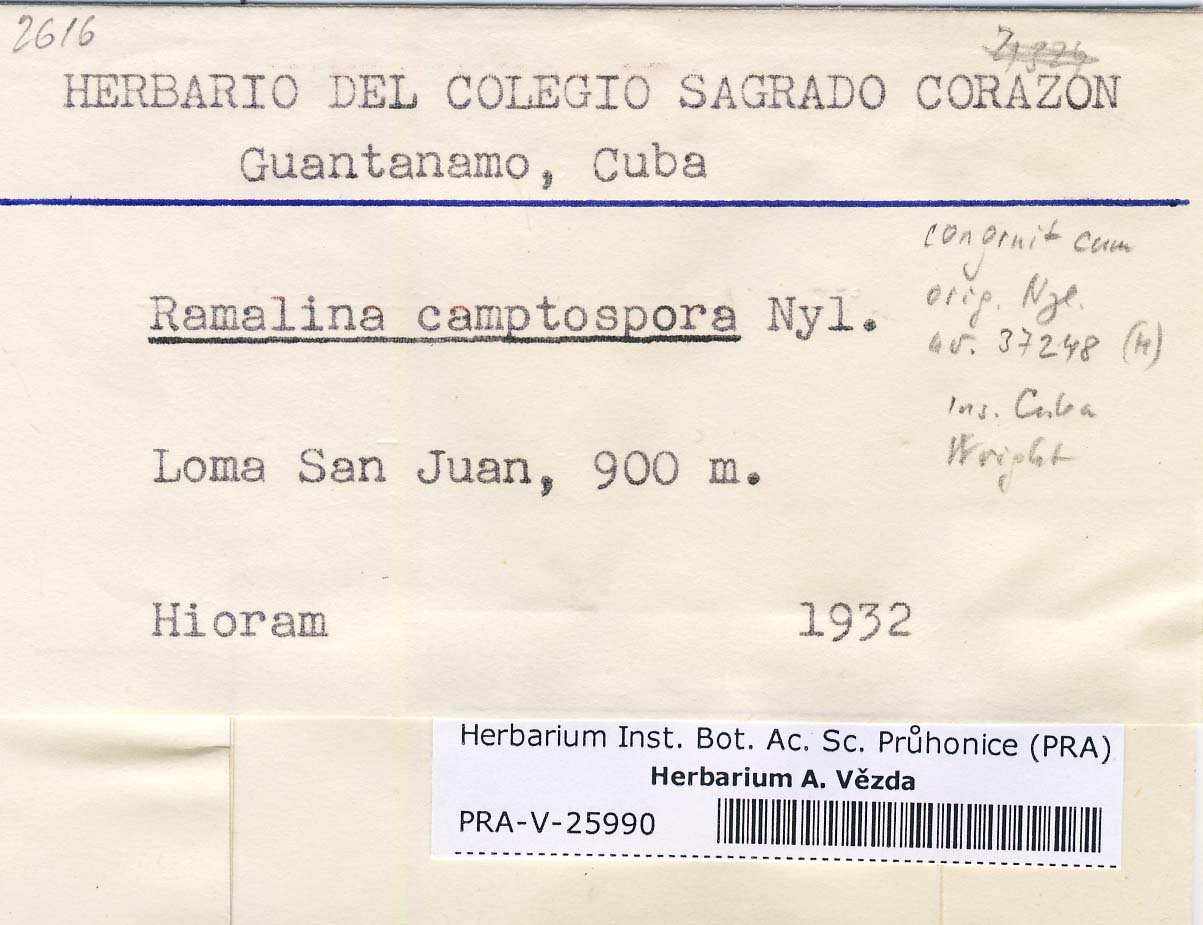 2616
HERBARIO DEL COLEGIO SAGRADO CORAZÓN
Guantanamo, Cuba
congruit cum
orig. Nyl.
Ramalina camptospora Nyl.
37248 (H)
Ins. Cuba
Wright
Loma San Juan, 900 m.
Hioram 1932
Herbarium Inst. Bot. Ac. Sc. Průhonice (PRA)
Herbarium A. Vězda
PRA-V-25990